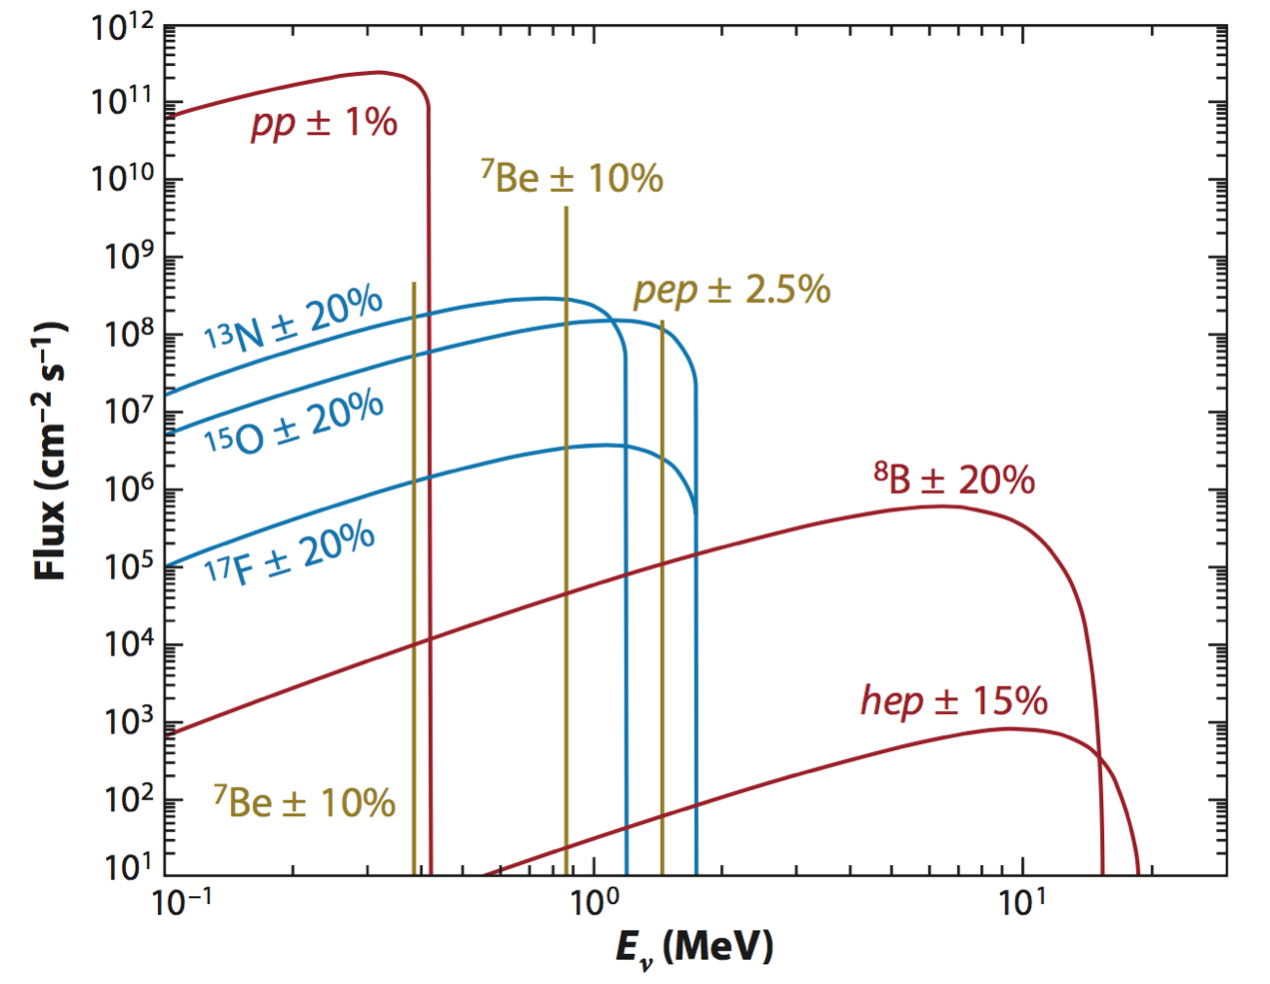 10¹²
10¹¹
10¹⁰
10⁹
10⁸
10⁷
10⁶
10⁵
10⁴
10³
10²
10¹
Flux (cm⁻² s⁻¹)
pp ± 1%
⁷Be ± 10%
pep ± 2.5%
¹³N ± 20%
¹⁵O ± 20%
¹⁷F ± 20%
⁸B ± 20%
hep ± 15%
⁷Be ± 10%
10⁻¹ 10⁰ 10¹
Eᵥ (MeV)